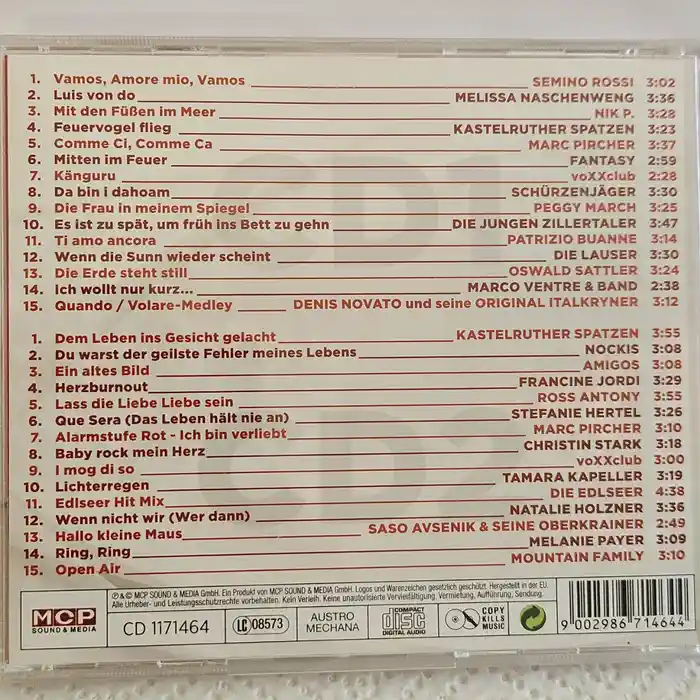 CD1
1. Vamos, Amore mio, Vamos SEMINO ROSSI 3:02
2. Luis von do MELISSA NASCHENWENG 3:36
3. Mit den Füßen im Meer NIK P. 3:28
4. Feuervogel flieg KASTELRUTHER SPATZEN 3:23
5. Comme Ci, Comme Ca MARC PIRCHER 3:37
6. Mitten im Feuer FANTASY 2:59
7. Känguru voXXclub 2:28
8. Da bin i dahoam SCHÜRZENJÄGER 3:30
9. Die Frau in meinem Spiegel PEGGY MARCH 3:25
10. Es ist zu spät, um früh ins Bett zu gehn DIE JUNGEN ZILLERTALER 3:47
11. Ti amo ancora PATRIZIO BUANNE 3:14
12. Wenn die Sunn wieder scheint DIE LAUSER 3:30
13. Die Erde steht still OSWALD SATTLER 3:24
14. Ich wollt nur kurz... MARCO VENTRE & BAND 2:38
15. Quando / Volare-Medley DENIS NOVATO und seine ORIGINAL ITALKRYNER 3:12
CD2
1. Dem Leben ins Gesicht gelacht KASTELRUTHER SPATZEN 3:55
2. Du warst der geilste Fehler meines Lebens NOCKIS 3:08
3. Ein altes Bild AMIGOS 3:08
4. Herzburnout FRANCINE JORDI 3:29
5. Lass die Liebe Liebe sein ROSS ANTONY 3:55
6. Que Sera (Das Leben hält nie an) STEFANIE HERTEL 3:26
7. Alarmstufe Rot - Ich bin verliebt MARC PIRCHER 3:10
8. Baby rock mein Herz CHRISTIN STARK 3:18
9. I mog di so voXXclub 3:00
10. Lichterregen TAMARA KAPELLER 3:19
11. Edlseer Hit Mix DIE EDLSEER 4:38
12. Wenn nicht wir (Wer dann) NATALIE HOLZNER 3:36
13. Hallo kleine Maus SASO AVSENIK & SEINE OBERKRAINER 2:49
14. Ring, Ring MELANIE PAYER 3:09
15. Open Air MOUNTAIN FAMILY 3:10
℗ & © MCP SOUND & MEDIA GmbH. Ein Produkt von MCP SOUND & MEDIA GmbH. Logos und Warenzeichen gesetzlich geschützt. Hergestellt in der EU.
Alle Urheber- und Leistungsschutzrechte vorbehalten. Kein Verleih. Keine unautorisierte Vervielfältigung, Vermietung, Aufführung, Sendung.
MCP
SOUND & MEDIA
CD 1171464
LC 08573
AUSTRO
MECHANA
COMPACT
disc
DIGITAL AUDIO
COPY
KILLS
MUSIC
9 002986 714644